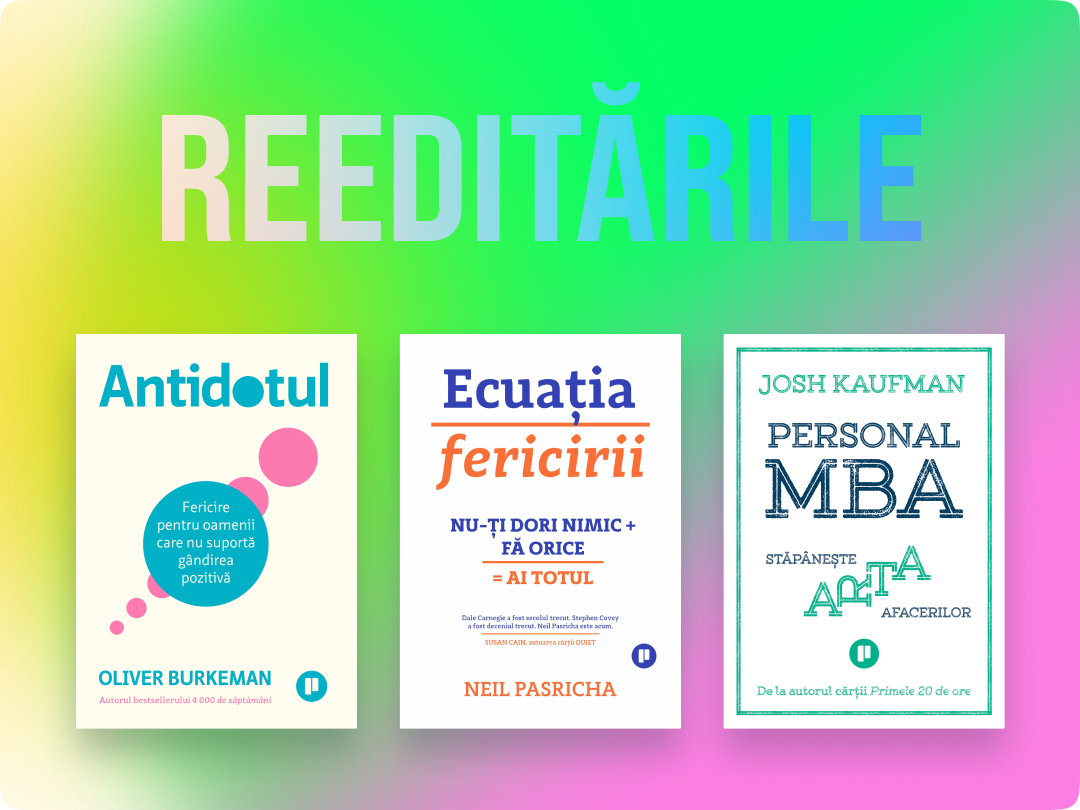 REEDITĂRILE
Antidotul
Fericire
pentru oamenii
care nu suportă
gândirea
pozitivă
OLIVER BURKEMAN
Autorul bestsellerului 4 000 de săptămâni
Ecuația
fericirii
NU-ȚI DORI NIMIC +
FĂ ORICE
= AI TOTUL
Dale Carnegie a fost secolul trecut. Stephen Covey
a fost deceniul trecut. Neil Pasricha este acum.
SUSAN CAIN, autoarea cărții QUIET
NEIL PASRICHA
JOSH KAUFMAN
PERSONAL
MBA
STĂPÂNEȘTE
ARTA
AFACERILOR
De la autorul cărții Primele 20 de ore